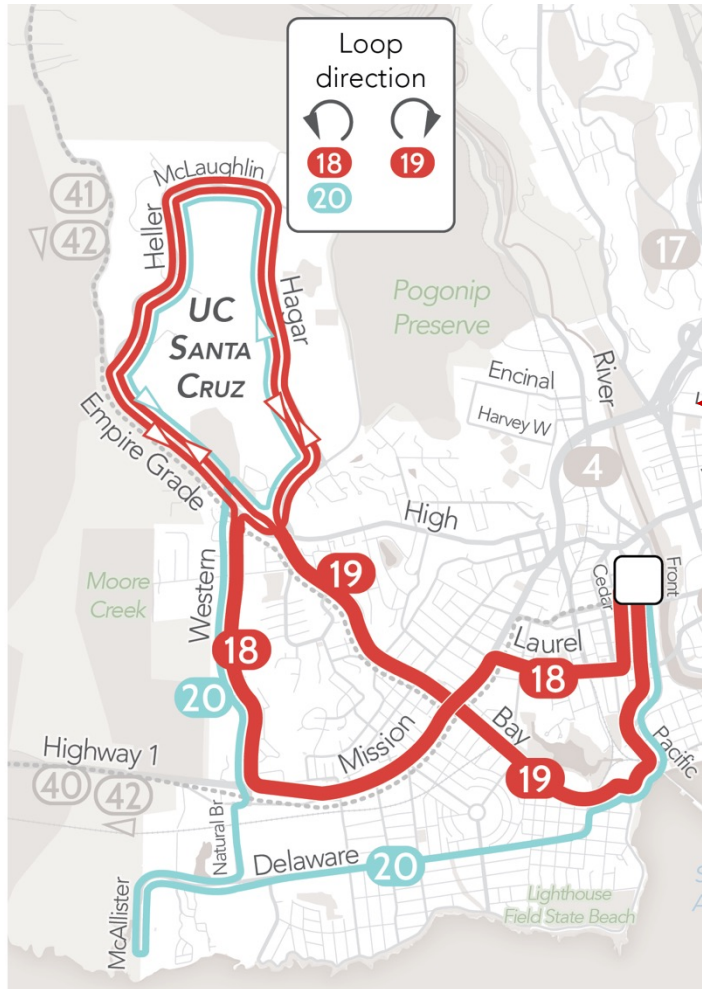 Loop
direction
18
19
20
McLaughlin
41
42
Heller
Hagar
17
UC
SANTA
CRUZ
Pogonip
Preserve
River
Encinal
Harvey W
Empire Grade
4
High
Moore
Creek
Western
19
Cedar
Front
Laurel
18
18
20
Mission
Bay
Pacific
Highway 1
40
42
19
Natural Br
Delaware
20
McAllister
Lighthouse
Field State Beach